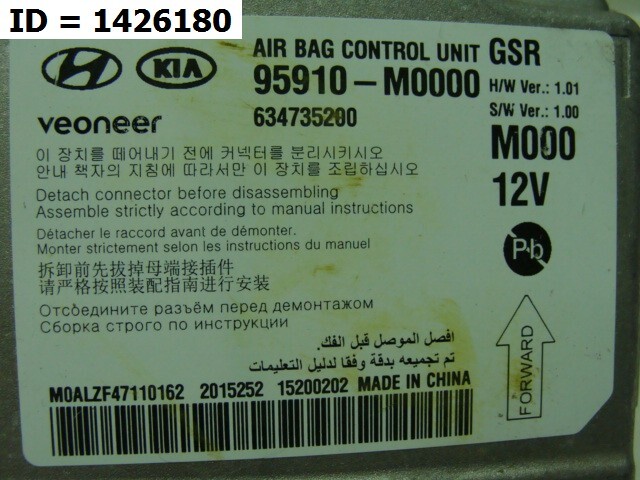 ID = 1426180
HYUNDAI KIA AIR BAG CONTROL UNIT GSR
95910-M0000 H/W Ver.: 1.01
veoneer 634735200 S/W Ver.: 1.00
M000
12V
이 장치를 떼어내기 전에 커넥터를 분리시키시오
안내 책자의 지침에 따라서만 이 장치를 조립하십시오
Detach connector before disassembling
Assemble strictly according to manual instructions
Pb
Détacher le raccord avant de démonter.
Monter strictement selon les instructions du manuel
拆卸前先拔掉母端接插件
请严格按照装配指南进行安装
Отсоедините разъём перед демонтажом
Сборка строго по инструкции
افصل الموصل قبل الفك.
تم تجميعه بدقة وفقا لدليل التعليمات
FORWARD
M0ALZF47110162 2015252 15200202 MADE IN CHINA